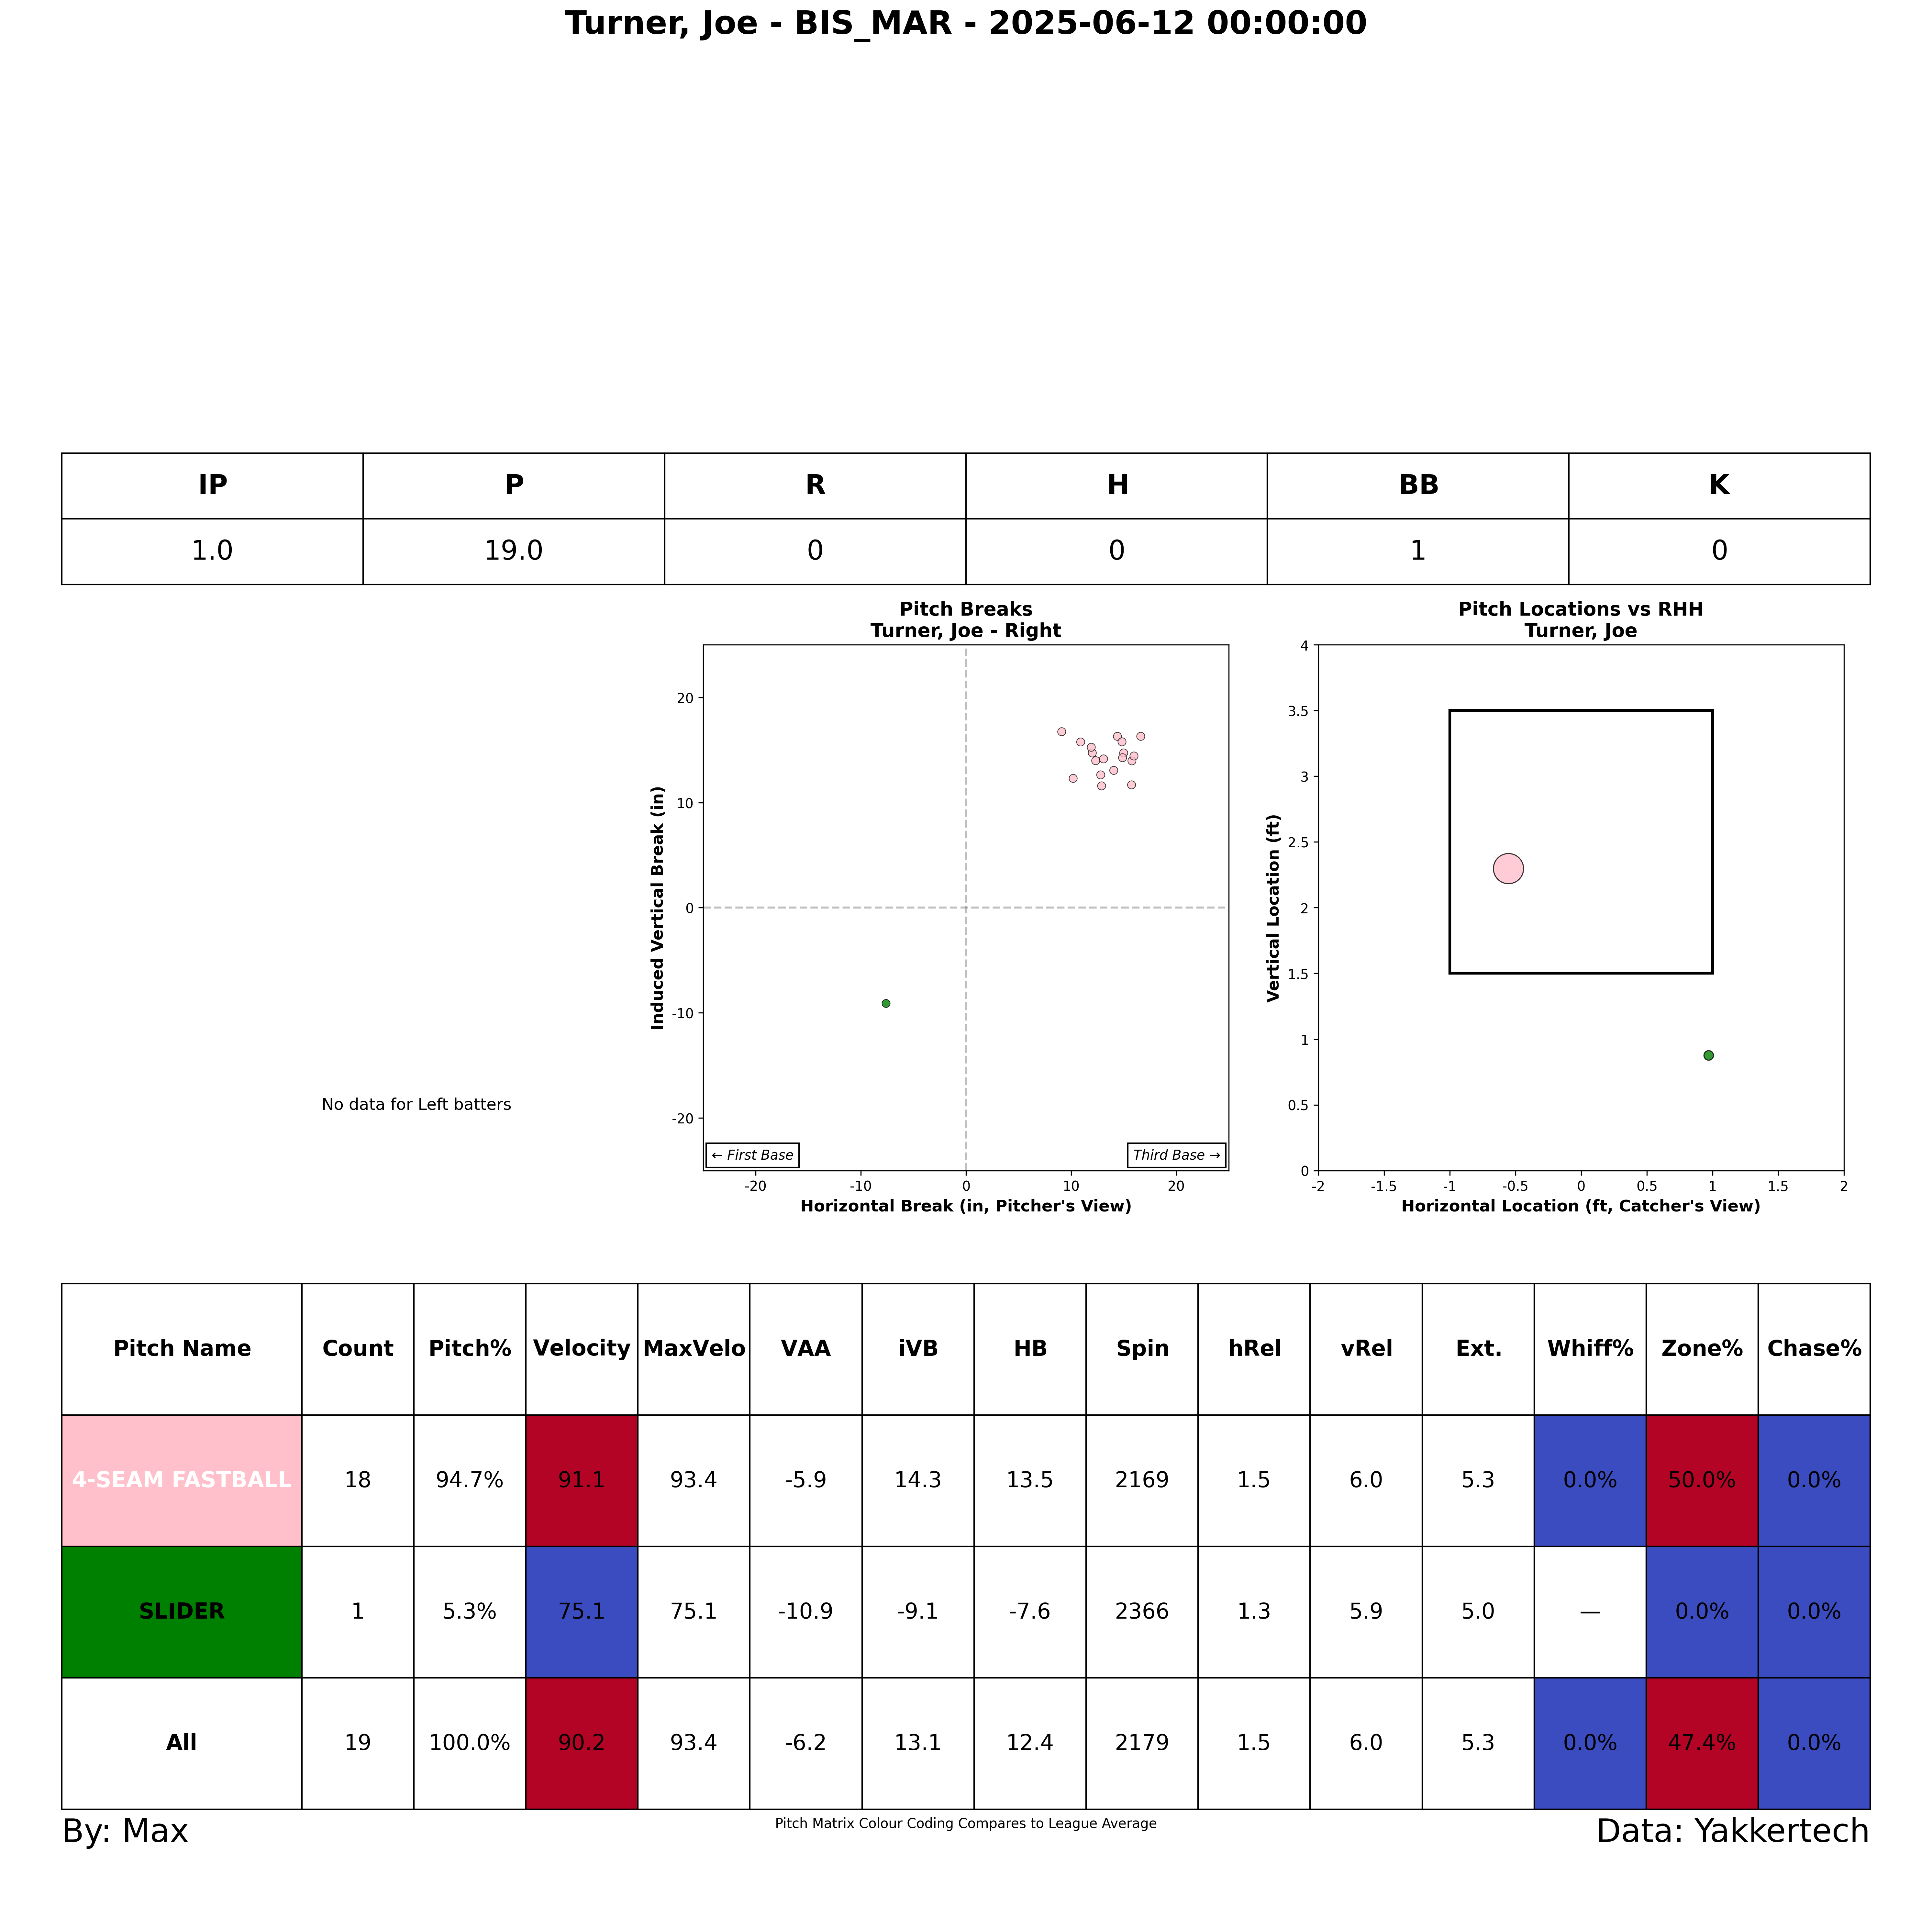 Turner, Joe - BIS_MAR - 2025-06-12 00:00:00
IP P R H BB K
1.0 19.0 0 0 1 0
No data for Left batters
Pitch Breaks
Turner, Joe - Right
Induced Vertical Break (in)
20
10
0
-10
-20
← First Base
Third Base →
-20 -10 0 10 20
Horizontal Break (in, Pitcher's View)
Pitch Locations vs RHH
Turner, Joe
Vertical Location (ft)
4
3.5
3
2.5
2
1.5
1
0.5
0
-2 -1.5 -1 -0.5 0 0.5 1 1.5 2
Horizontal Location (ft, Catcher's View)
Pitch Name Count Pitch% Velocity MaxVelo VAA iVB HB Spin hRel vRel Ext. Whiff% Zone% Chase%
4-SEAM FASTBALL 18 94.7% 91.1 93.4 -5.9 14.3 13.5 2169 1.5 6.0 5.3 0.0% 50.0% 0.0%
SLIDER 1 5.3% 75.1 75.1 -10.9 -9.1 -7.6 2366 1.3 5.9 5.0 — 0.0% 0.0%
All 19 100.0% 90.2 93.4 -6.2 13.1 12.4 2179 1.5 6.0 5.3 0.0% 47.4% 0.0%
By: Max
Pitch Matrix Colour Coding Compares to League Average
Data: Yakkertech